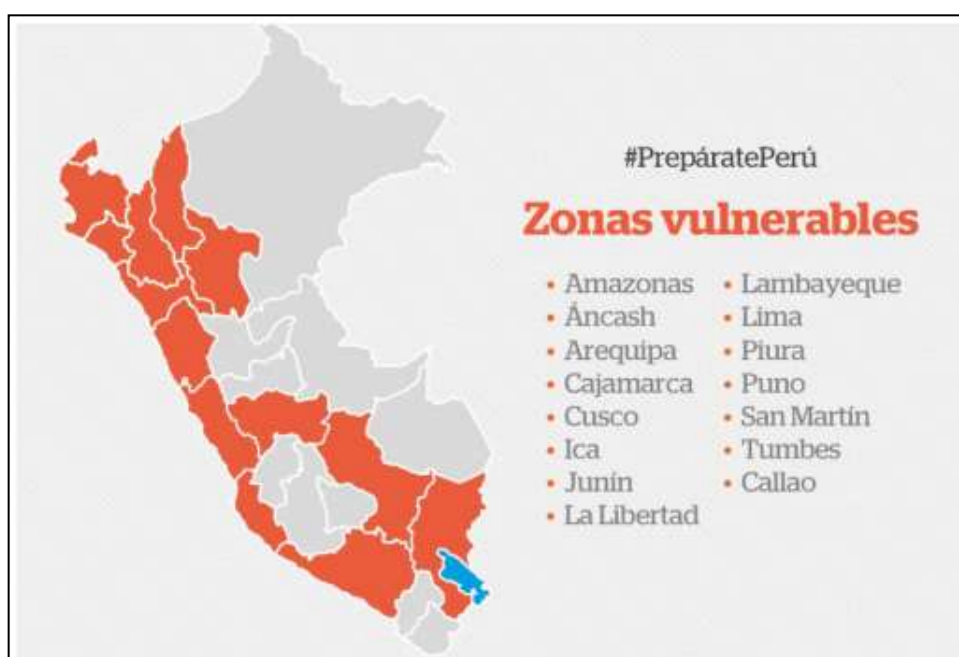 #PrepáratePerú
Zonas vulnerables
• Amazonas
• Áncash
• Arequipa
• Cajamarca
• Cusco
• Ica
• Junín
• La Libertad
• Lambayeque
• Lima
• Piura
• Puno
• San Martín
• Tumbes
• Callao